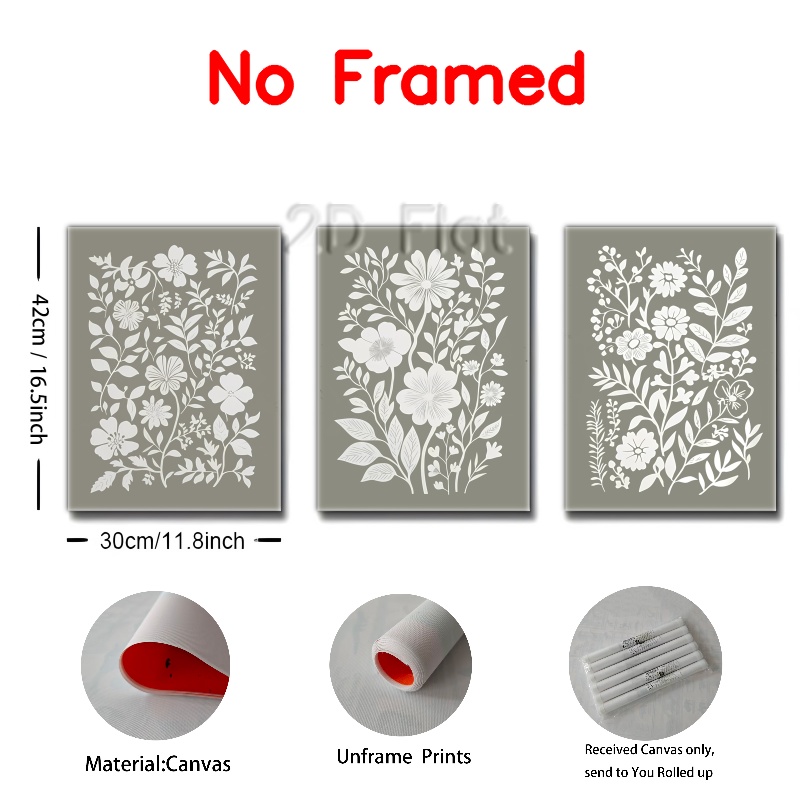 No Framed
2D Flat
42cm / 16.5inch
30cm/11.8inch
Material:Canvas
Unframe Prints
Received Canvas only,
send to You Rolled up